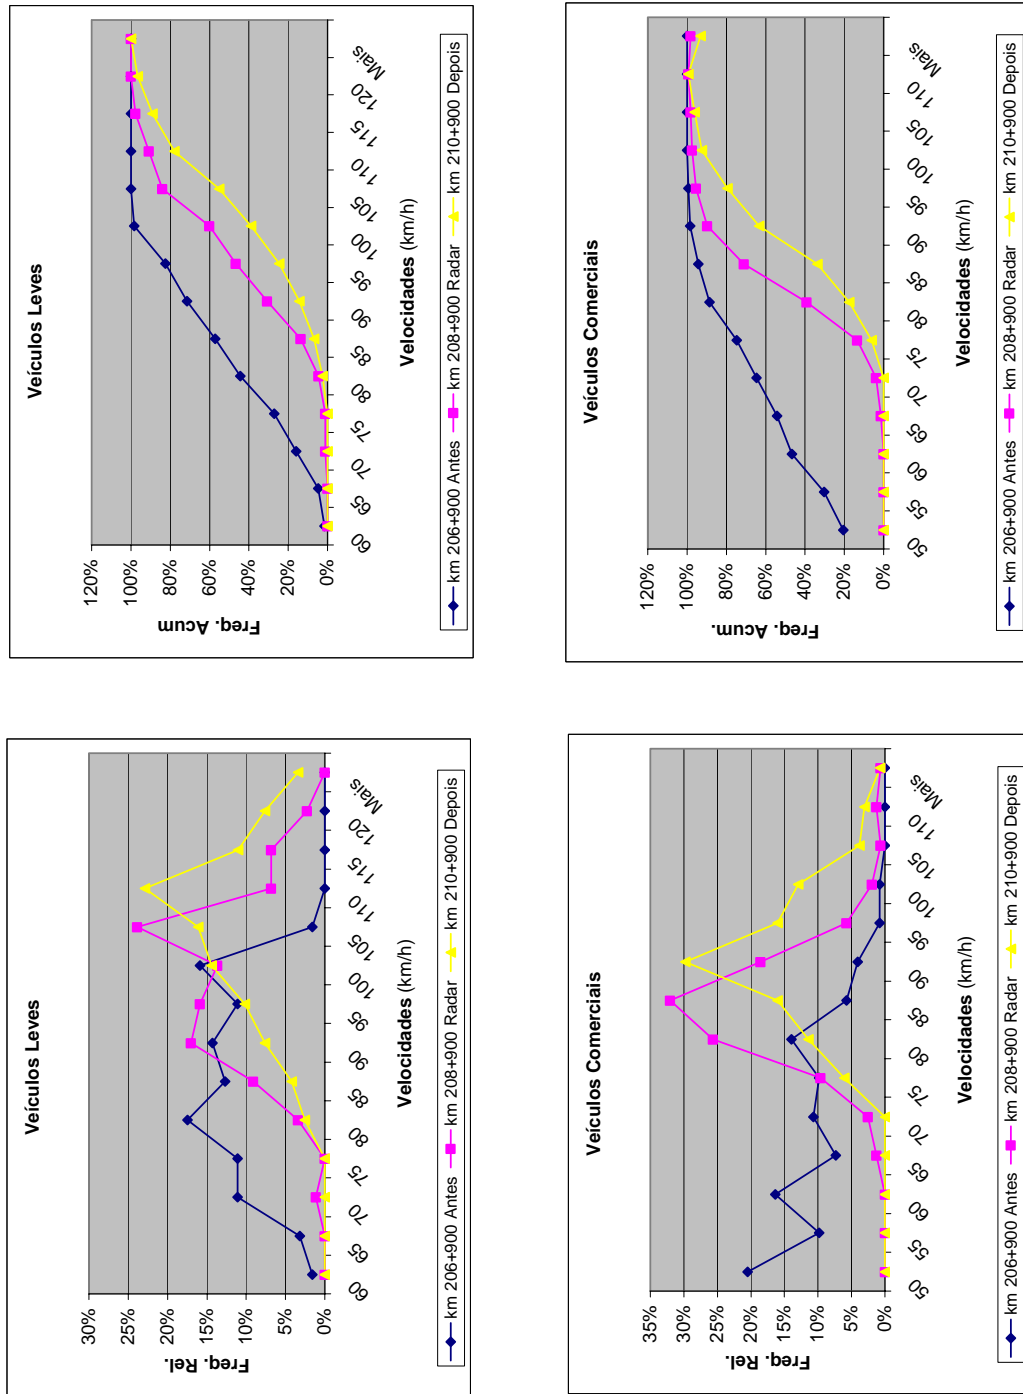 Veículos Leves
30%
25%
20%
15%
10%
5%
0%
Freq. Rel.
60 65 70 75 80 85 90 95 100 105 110 115 120 Mais
Velocidades (km/h)
km 206+900 Antes km 208+900 Radar km 210+900 Depois
Veículos Leves
120%
100%
80%
60%
40%
20%
0%
Freq. Acum
60 65 70 75 80 85 90 95 100 105 110 115 120 Mais
Velocidades (km/h)
km 206+900 Antes km 208+900 Radar km 210+900 Depois
Veículos Comerciais
35%
30%
25%
20%
15%
10%
5%
0%
Freq. Rel.
50 55 60 65 70 75 80 85 90 95 100 105 110 Mais
Velocidades (km/h)
km 206+900 Antes km 208+900 Radar km 210+900 Depois
Veículos Comerciais
120%
100%
80%
60%
40%
20%
0%
Freq. Acum.
50 55 60 65 70 75 80 85 90 95 100 105 110 Mais
Velocidades (km/h)
km 206+900 Antes km 208+900 Radar km 210+900 Depois